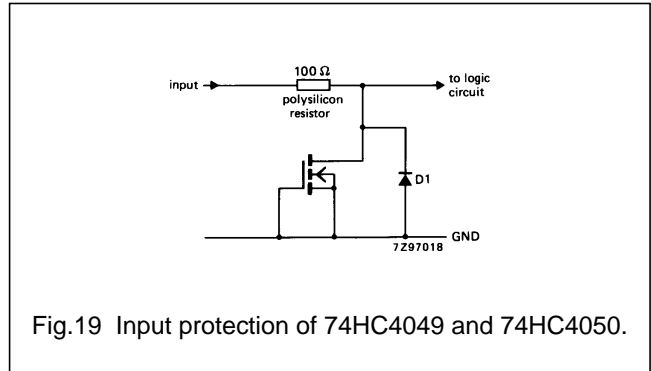 100 Ω
input
to logic
circuit
polysilicon
resistor
D1
GND
7Z97018
Fig.19 Input protection of 74HC4049 and 74HC4050.